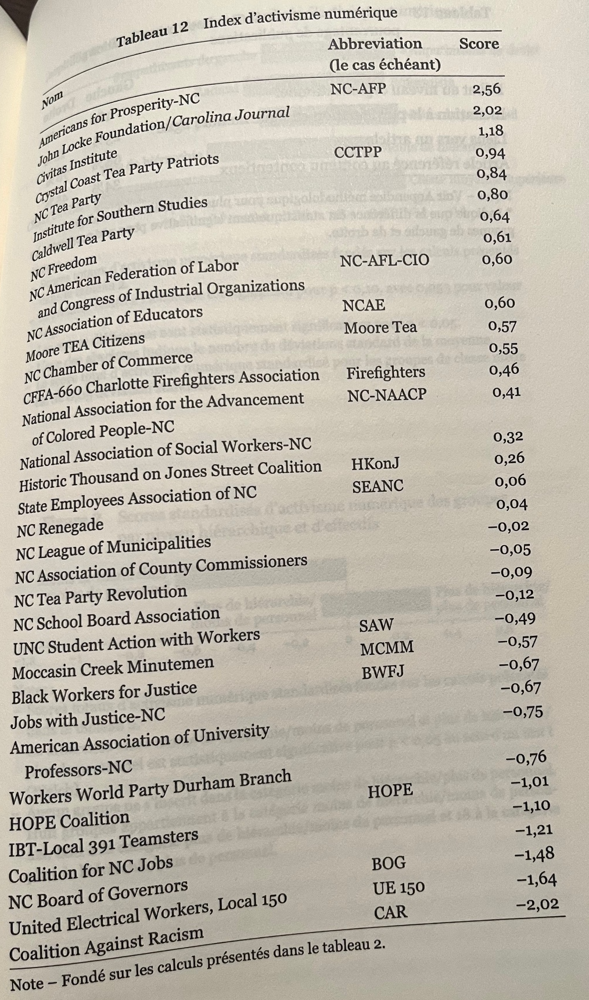 Tableau 12 Index d'activisme numérique
Nom Abbreviation (le cas échéant) Score
Americans for Prosperity-NC NC-AFP 2,56
John Locke Foundation/Carolina Journal 2,02
Civitas Institute 1,18
Crystal Coast Tea Party Patriots CCTPP 0,94
NC Tea Party 0,84
Institute for Southern Studies 0,80
Caldwell Tea Party 0,64
NC Freedom 0,61
NC American Federation of Labor NC-AFL-CIO 0,60
and Congress of Industrial Organizations
NC Association of Educators NCAE 0,60
Moore TEA Citizens Moore Tea 0,57
NC Chamber of Commerce 0,55
CFFA-660 Charlotte Firefighters Association Firefighters 0,46
National Association for the Advancement NC-NAACP 0,41
of Colored People-NC
National Association of Social Workers-NC 0,32
Historic Thousand on Jones Street Coalition HKonJ 0,26
State Employees Association of NC SEANC 0,06
NC Renegade 0,04
NC League of Municipalities −0,02
NC Association of County Commissioners −0,05
NC Tea Party Revolution −0,09
NC School Board Association −0,12
UNC Student Action with Workers SAW −0,49
Moccasin Creek Minutemen MCMM −0,57
Black Workers for Justice BWFJ −0,67
Jobs with Justice-NC −0,67
American Association of University −0,75
Professors-NC
Workers World Party Durham Branch −0,76
HOPE Coalition HOPE −1,01
IBT-Local 391 Teamsters −1,10
Coalition for NC Jobs −1,21
NC Board of Governors BOG −1,48
United Electrical Workers, Local 150 UE 150 −1,64
Coalition Against Racism CAR −2,02
Note – Fondé sur les calculs présentés dans le tableau 2.